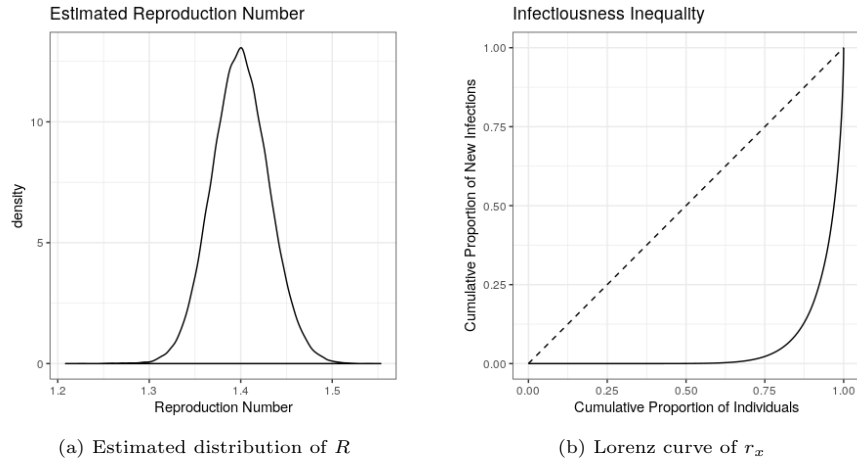 Estimated Reproduction Number
density
10
5
0
1.2 1.3 1.4 1.5
Reproduction Number
(a) Estimated distribution of R
Infectiousness Inequality
Cumulative Proportion of New Infections
1.00
0.75
0.50
0.25
0.00
0.00 0.25 0.50 0.75 1.00
Cumulative Proportion of Individuals
(b) Lorenz curve of rₓ